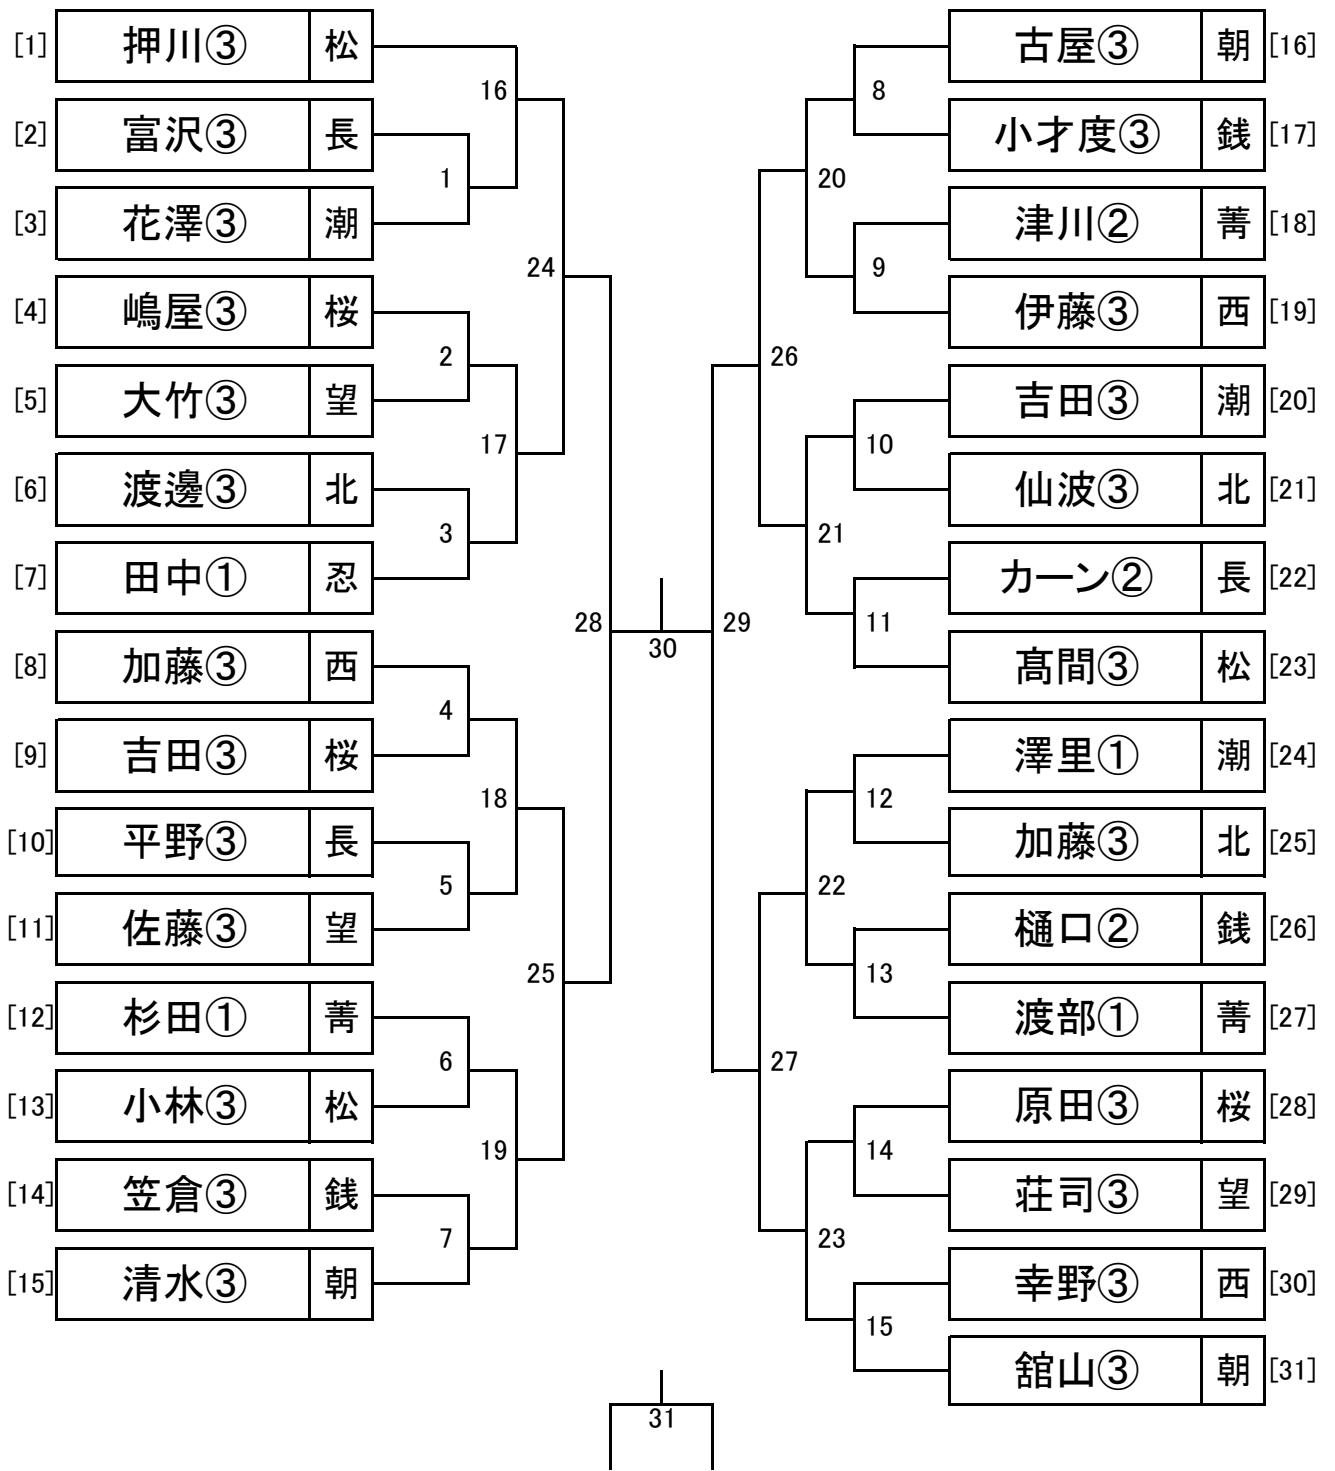 [1] 押川③ 松
[2] 富沢③ 長
[3] 花澤③ 潮
[4] 嶋屋③ 桜
[5] 大竹③ 望
[6] 渡邊③ 北
[7] 田中① 忍
[8] 加藤③ 西
[9] 吉田③ 桜
[10] 平野③ 長
[11] 佐藤③ 望
[12] 杉田① 菁
[13] 小林③ 松
[14] 笠倉③ 銭
[15] 清水③ 朝
16
1
24
2
17
3
28
4
18
5
25
6
19
7
30
31
29
8
20
9
26
10
21
11
12
22
13
27
14
23
15
古屋③ 朝 [16]
小才度③ 銭 [17]
津川② 菁 [18]
伊藤③ 西 [19]
吉田③ 潮 [20]
仙波③ 北 [21]
カーン② 長 [22]
髙間③ 松 [23]
澤里① 潮 [24]
加藤③ 北 [25]
樋口② 銭 [26]
渡部① 菁 [27]
原田③ 桜 [28]
荘司③ 望 [29]
幸野③ 西 [30]
舘山③ 朝 [31]